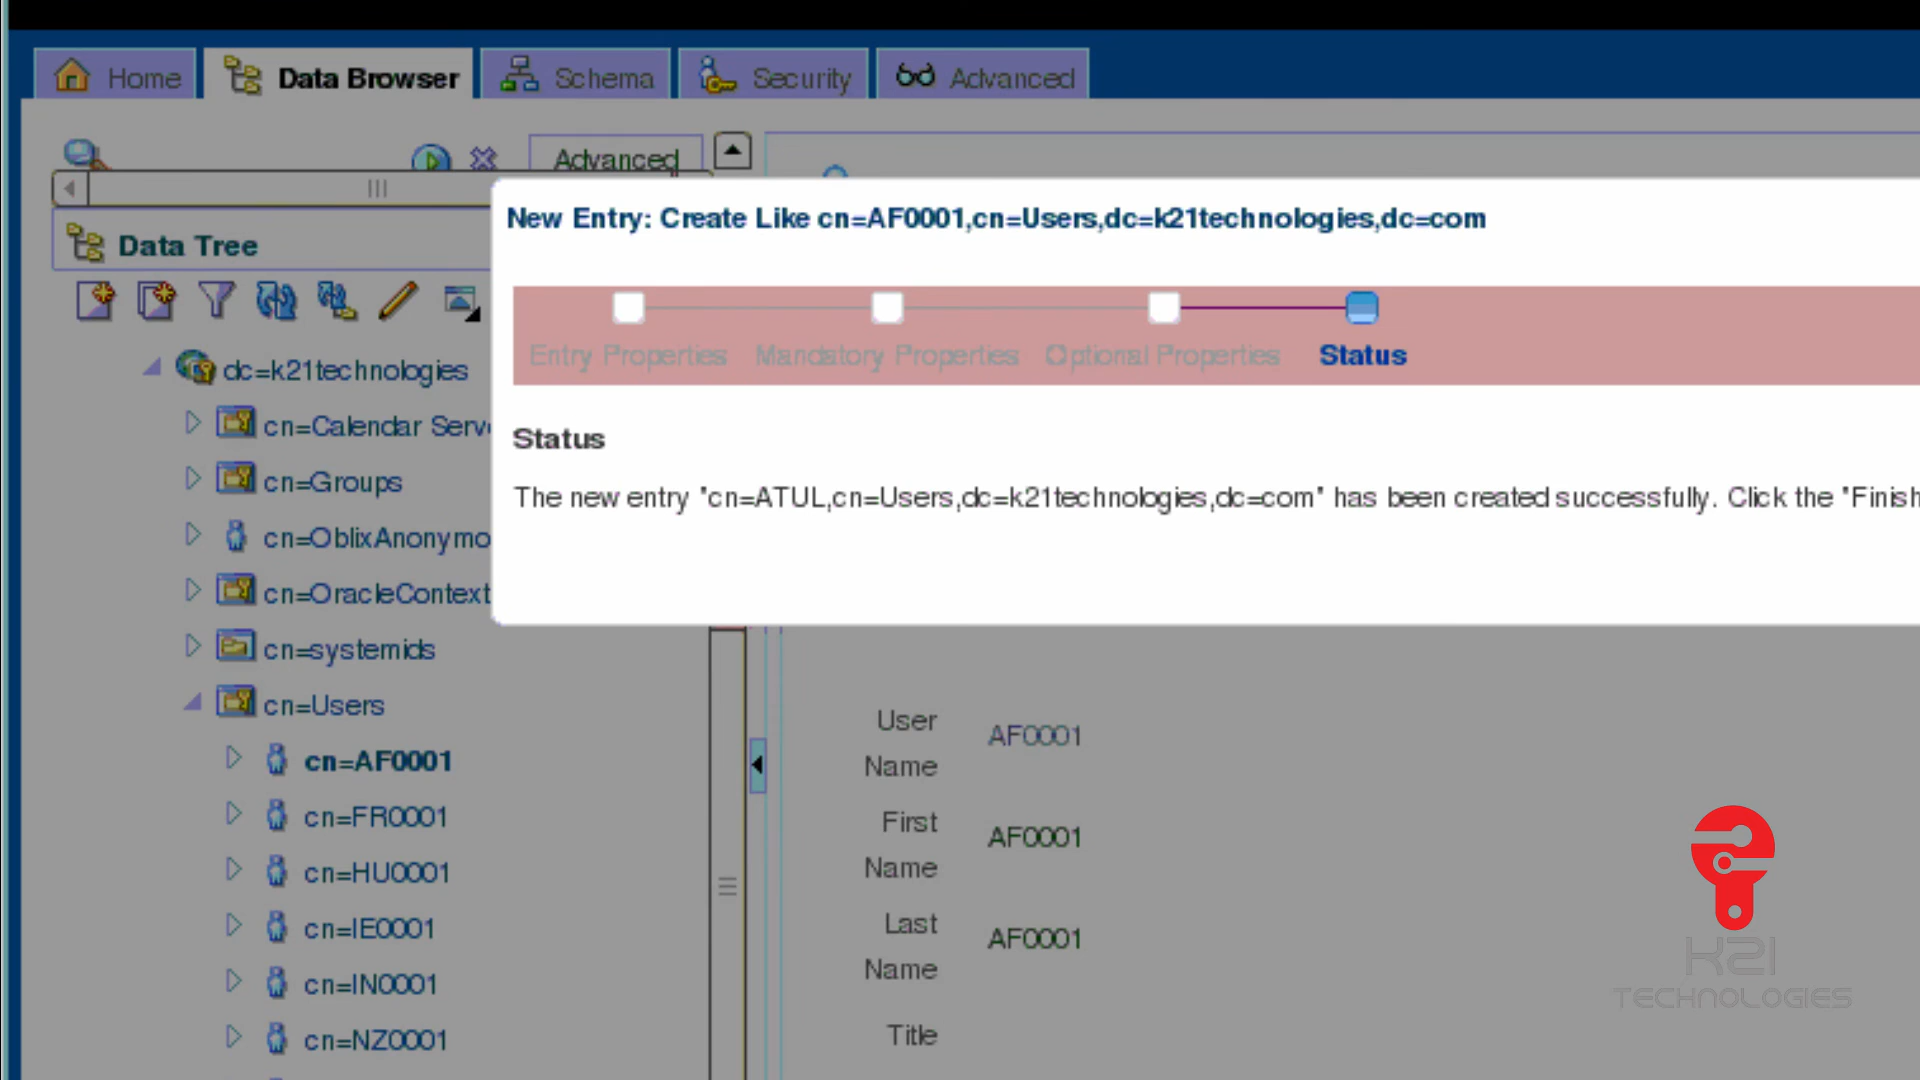 Home
Data Browser
Schema
Security
Advanced
Advanced
Data Tree
dc=k21technologies
cn=Calendar Serv
cn=Groups
cn=OblixAnonymo
cn=OracleContext
cn=systemids
cn=Users
cn=AF0001
cn=FR0001
cn=HU0001
cn=IE0001
cn=IN0001
cn=NZ0001
New Entry: Create Like cn=AF0001,cn=Users,dc=k21technologies,dc=com
Entry Properties
Mandatory Properties
Optional Properties
Status
Status
The new entry "cn=ATUL,cn=Users,dc=k21technologies,dc=com" has been created successfully. Click the "Finish
User
Name
AF0001
First
Name
AF0001
Last
Name
AF0001
Title
K21
TECHNOLOGIES